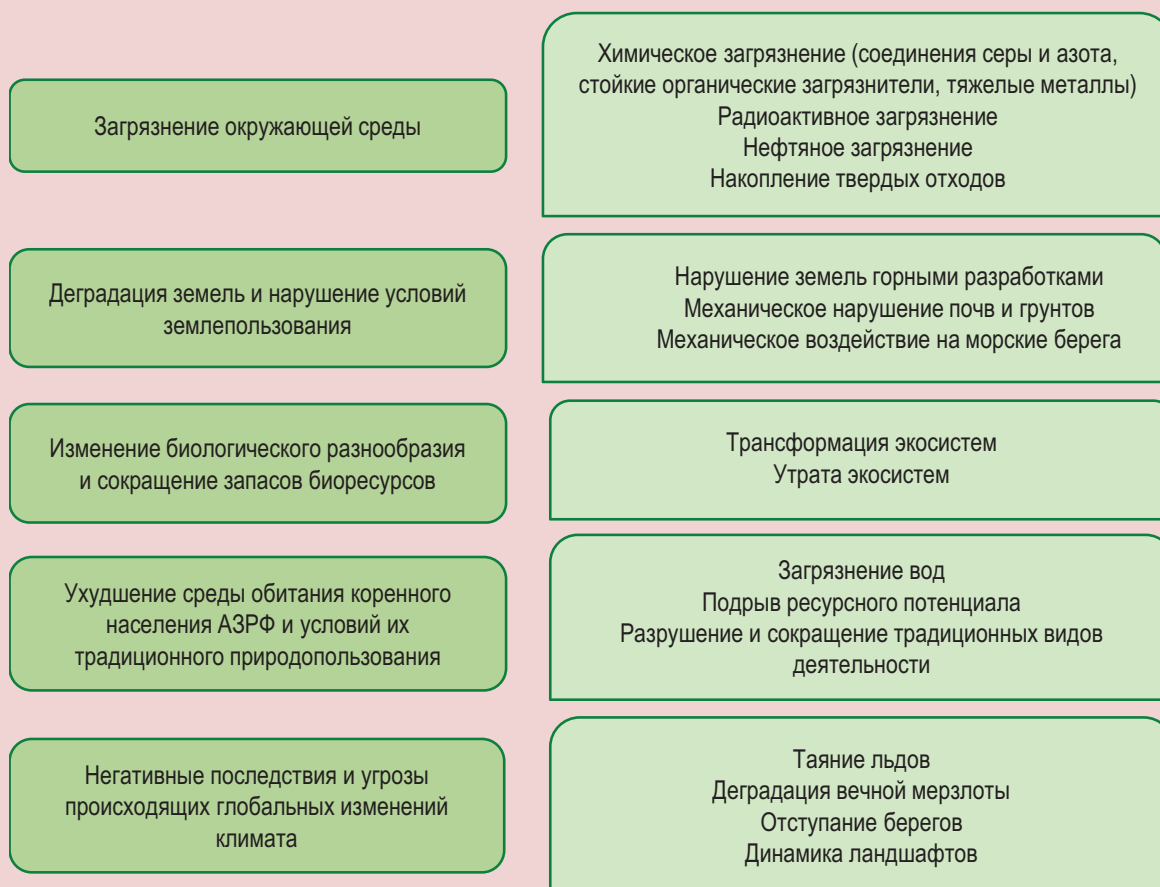 Загрязнение окружающей среды
Химическое загрязнение (соединения серы и азота,
стойкие органические загрязнители, тяжелые металлы)
Радиоактивное загрязнение
Нефтяное загрязнение
Накопление твердых отходов
Деградация земель и нарушение условий
землепользования
Нарушение земель горными разработками
Механическое нарушение почв и грунтов
Механическое воздействие на морские берега
Изменение биологического разнообразия
и сокращение запасов биоресурсов
Трансформация экосистем
Утрата экосистем
Ухудшение среды обитания коренного
населения АЗРФ и условий их
традиционного природопользования
Загрязнение вод
Подрыв ресурсного потенциала
Разрушение и сокращение традиционных видов
деятельности
Негативные последствия и угрозы
происходящих глобальных изменений
климата
Таяние льдов
Деградация вечной мерзлоты
Отступание берегов
Динамика ландшафтов